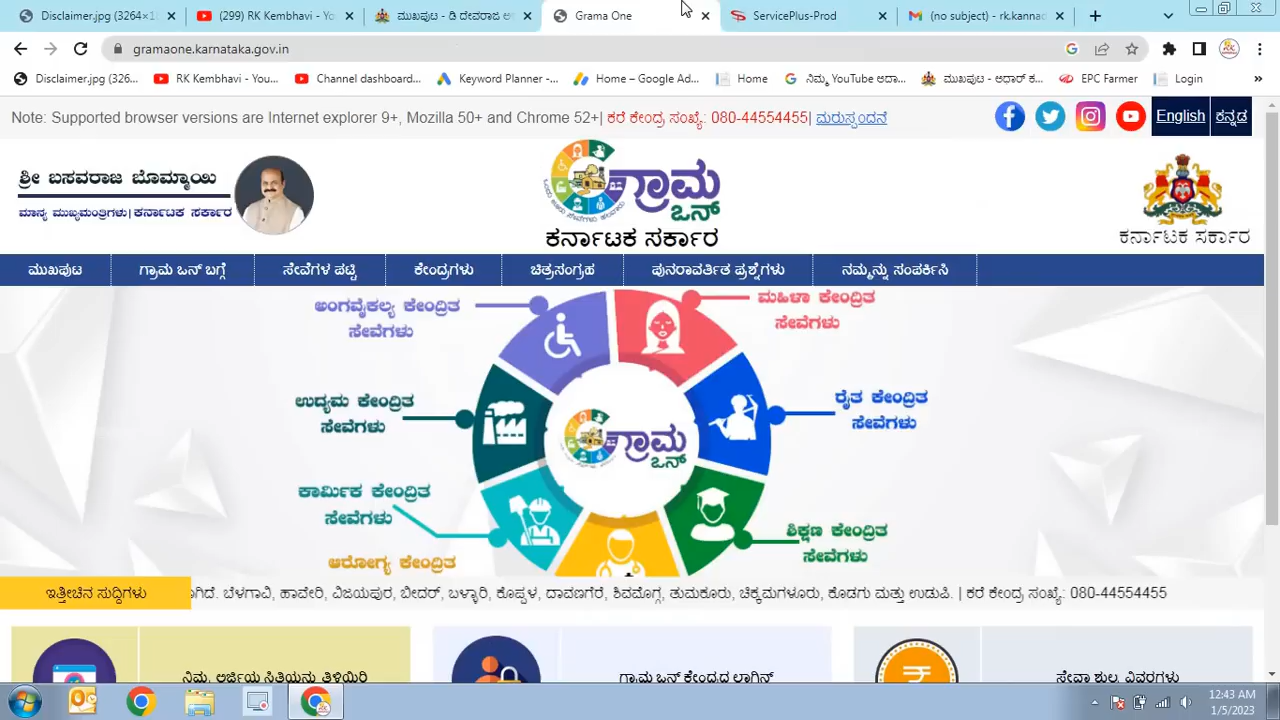 Disclaimer.jpg (3264×18
(299) RK Kembhavi - You
ಮುಖಪುಟ - ಡಿ ದೇವರಾಜ ಅ
Grama One
ServicePlus-Prod
(no subject) - rk.kannad
gramaone.karnataka.gov.in
Disclaimer.jpg (326...
RK Kembhavi - You...
Channel dashboard...
Keyword Planner -...
Home – Google Ad...
Home
ನಿಮ್ಮ YouTube ಆದಾ...
ಮುಖಪುಟ - ಆಧಾರ್ ಕ...
EPC Farmer
Login
Note: Supported browser versions are Internet explorer 9+, Mozilla 50+ and Chrome 52+| ಕರೆ ಕೇಂದ್ರ ಸಂಖ್ಯೆ: 080-44554455| ಮರುಸ್ಪಂದನೆ
English
ಕನ್ನಡ
ಶ್ರೀ ಬಸವರಾಜ ಬೊಮ್ಮಾಯಿ
ಮಾನ್ಯ ಮುಖ್ಯಮಂತ್ರಿಗಳು| ಕರ್ನಾಟಕ ಸರ್ಕಾರ
ಗ್ರಾಮ
ಒನ್
ಕರ್ನಾಟಕ ಸರ್ಕಾರ
ಕರ್ನಾಟಕ ಸರ್ಕಾರ
ಮುಖಪುಟ
ಗ್ರಾಮ ಒನ್ ಬಗ್ಗೆ
ಸೇವೆಗಳ ಪಟ್ಟಿ
ಕೇಂದ್ರಗಳು
ಚಿತ್ರಸಂಗ್ರಹ
ಪುನರಾವರ್ತಿತ ಪ್ರಶ್ನೆಗಳು
ನಮ್ಮನ್ನು ಸಂಪರ್ಕಿಸಿ
ಅಂಗವೈಕಲ್ಯ ಕೇಂದ್ರಿತ
ಸೇವೆಗಳು
ಮಹಿಳಾ ಕೇಂದ್ರಿತ
ಸೇವೆಗಳು
ಉದ್ಯಮ ಕೇಂದ್ರಿತ
ಸೇವೆಗಳು
ರೈತ ಕೇಂದ್ರಿತ
ಸೇವೆಗಳು
ಗ್ರಾಮ
ಒನ್
ಕಾರ್ಮಿಕ ಕೇಂದ್ರಿತ
ಸೇವೆಗಳು
ಶಿಕ್ಷಣ ಕೇಂದ್ರಿತ
ಸೇವೆಗಳು
ಆರೋಗ್ಯ ಕೇಂದ್ರಿತ
ಇತ್ತೀಚಿನ ಸುದ್ದಿಗಳು
ಾಗಿದೆ. ಬೆಳಗಾವಿ, ಹಾವೇರಿ, ವಿಜಯಪುರ, ಬೀದರ್, ಬಳ್ಳಾರಿ, ಕೊಪ್ಪಳ, ದಾವಣಗೆರೆ, ಶಿವಮೊಗ್ಗ, ತುಮಕೂರು, ಚಿಕ್ಕಮಗಳೂರು, ಕೊಡಗು ಮತ್ತು ಉಡುಪಿ. | ಕರೆ ಕೇಂದ್ರ ಸಂಖ್ಯೆ: 080-44554455
ನಿಮ್ಮ ಅರ್ಜಿಯ ಸ್ಥಿತಿಯನ್ನು ತಿಳಿಯಿರಿ
ಗ್ರಾಮ ಒನ್ ಕೇಂದ್ರದ ಲಾಗಿನ್
ಸೇವಾ ಶುಲ್ಕ ವಿವರಗಳು
12:43 AM
1/5/2023